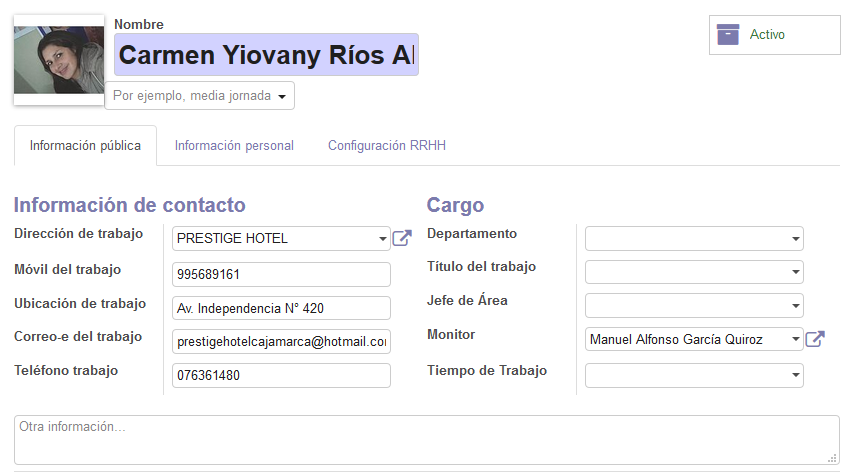 Nombre
Carmen Yiovany Ríos
Activo
Por ejemplo, media jornada
Información pública
Información personal
Configuración RRHH
Información de contacto
Dirección de trabajo
PRESTIGE HOTEL
Móvil del trabajo
995689161
Ubicación de trabajo
Av. Independencia N° 420
Correo-e del trabajo
prestigehotelcajamarca@hotmail.co
Teléfono trabajo
076361480
Cargo
Departamento
Título del trabajo
Jefe de Área
Monitor
Manuel Alfonso García Quiroz
Tiempo de Trabajo
Otra información...